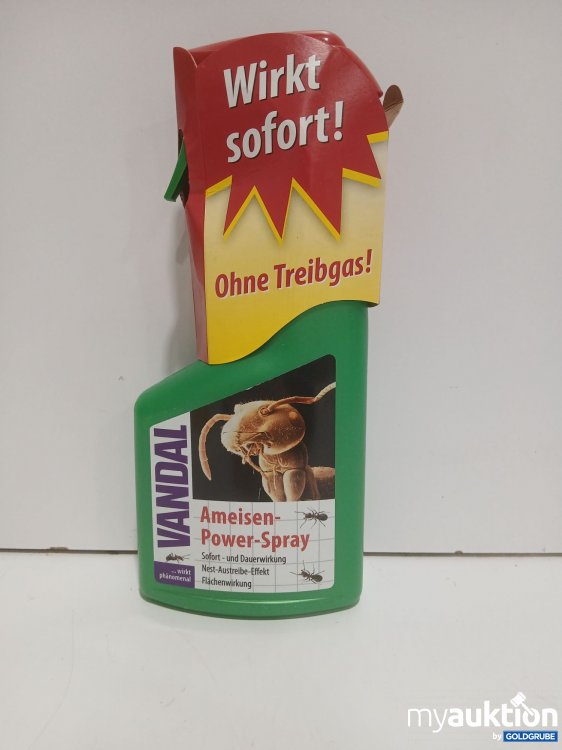 Wirkt
sofort!
Ohne Treibgas!
VANDAL
... wirkt
phänomenal
Ameisen-
Power-Spray
Sofort - und Dauerwirkung
Nest-Austreibe-Effekt
Flächenwirkung
myauktion
by GOLDGRUBE